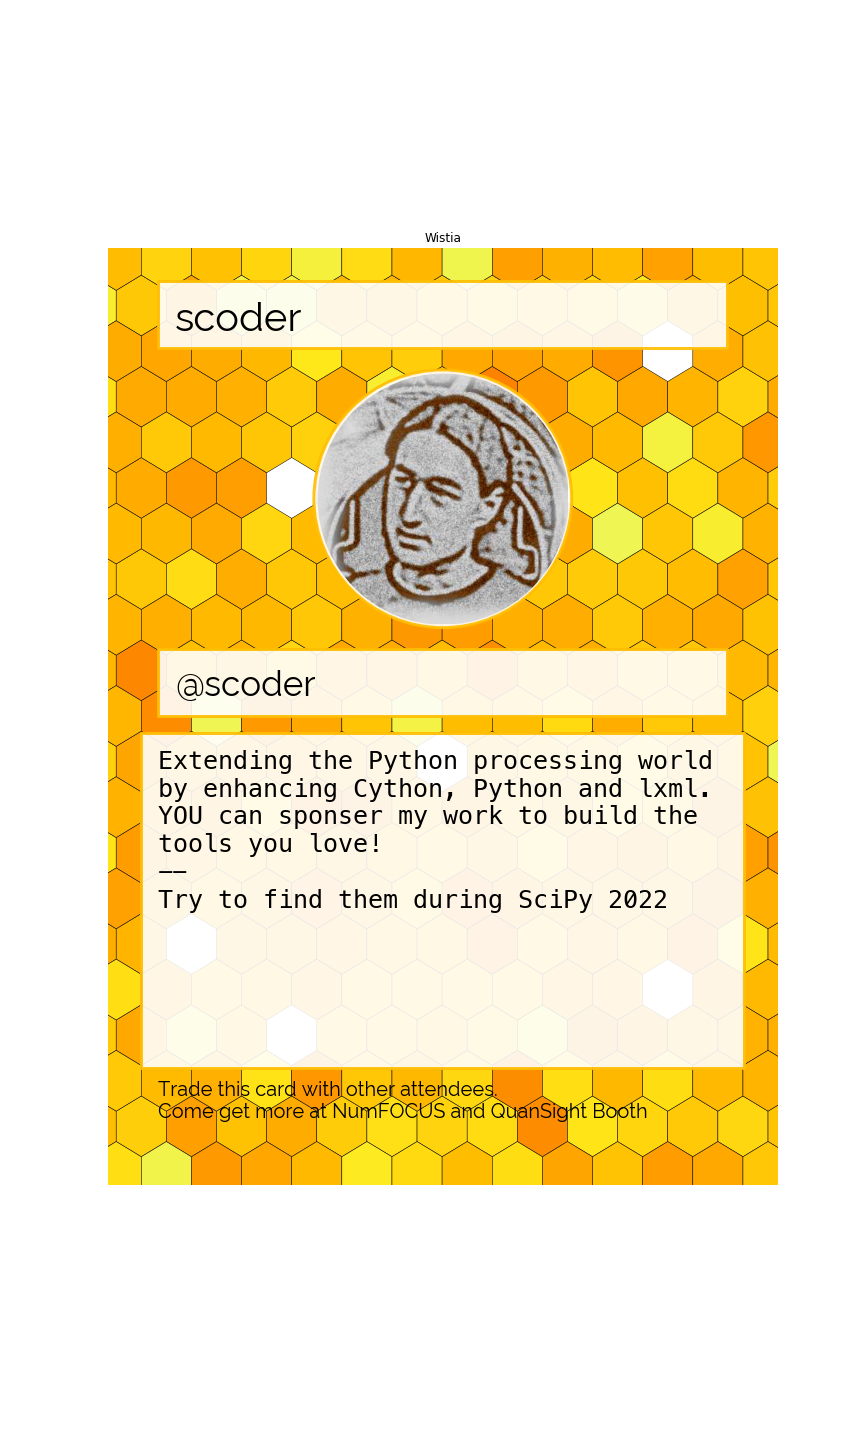 Wistia
scoder
@scoder
Extending the Python processing world
by enhancing Cython, Python and lxml.
YOU can sponser my work to build the
tools you love!
——
Try to find them during SciPy 2022
Trade this card with other attendees.
Come get more at NumFOCUS and QuanSight Booth